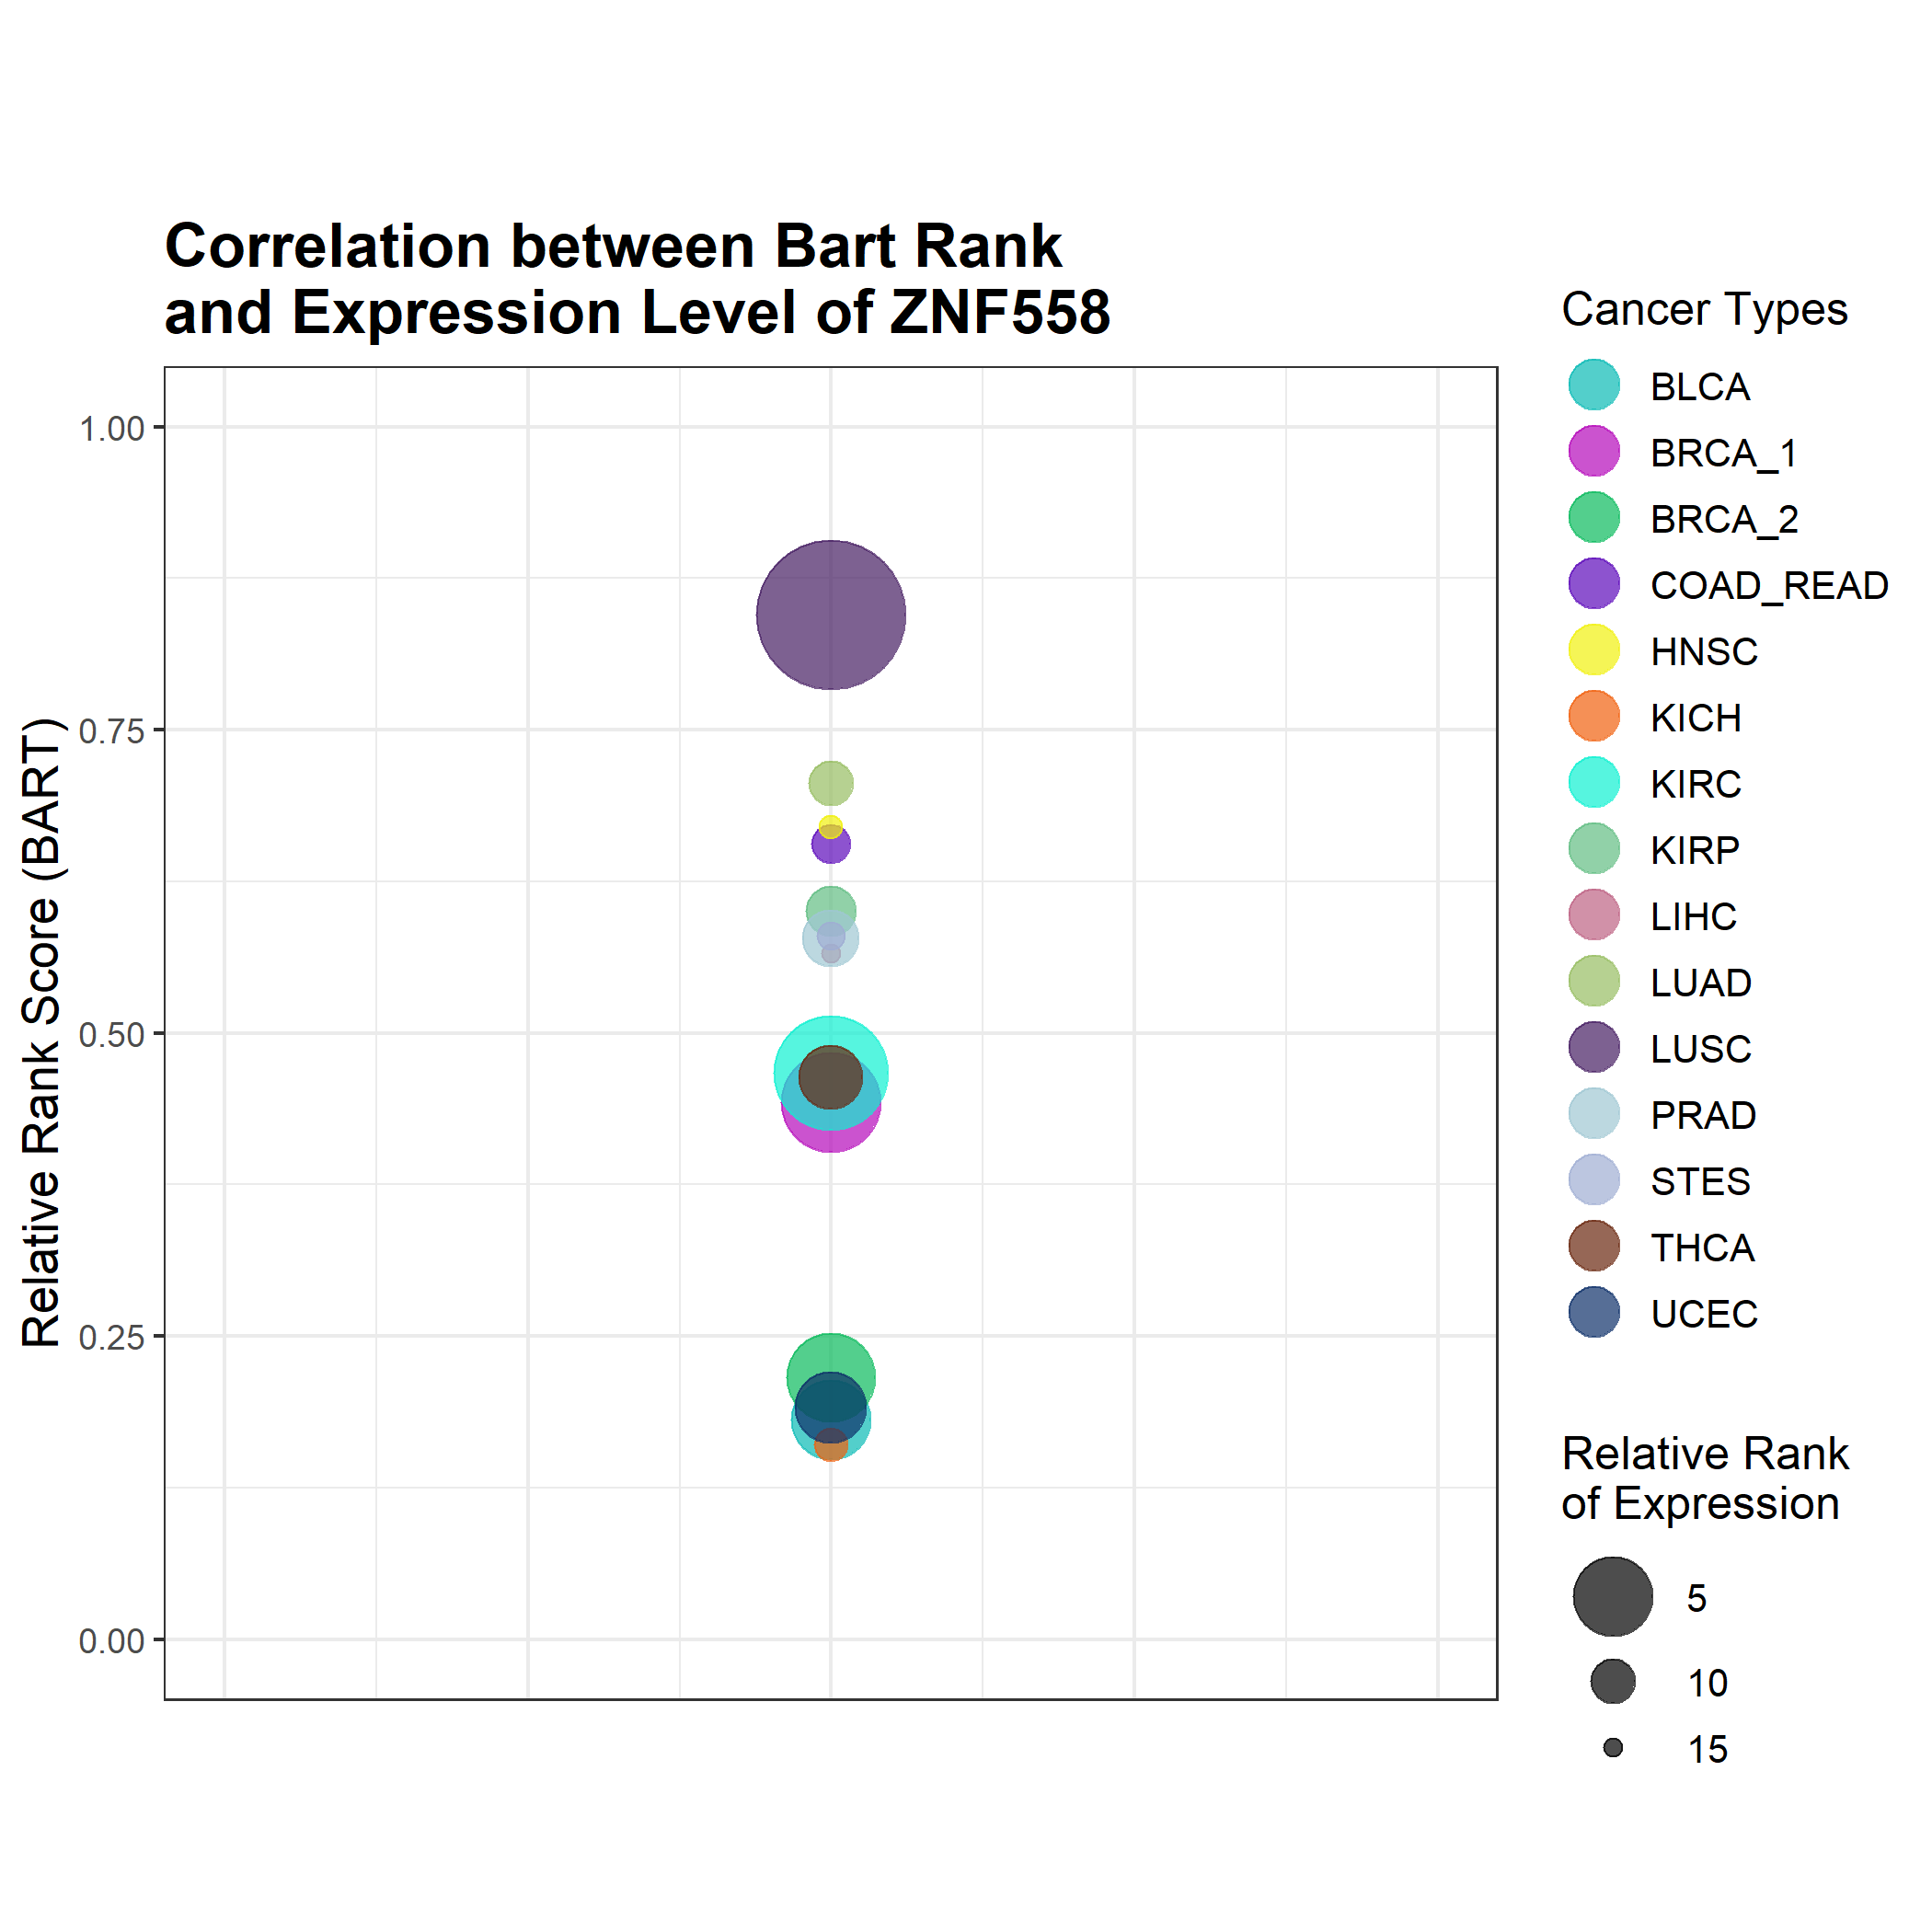 Correlation between Bart Rank
and Expression Level of ZNF558
Relative Rank Score (BART)
1.00
0.75
0.50
0.25
0.00
Cancer Types
BLCA
BRCA_1
BRCA_2
COAD_READ
HNSC
KICH
KIRC
KIRP
LIHC
LUAD
LUSC
PRAD
STES
THCA
UCEC
Relative Rank
of Expression
5
10
15